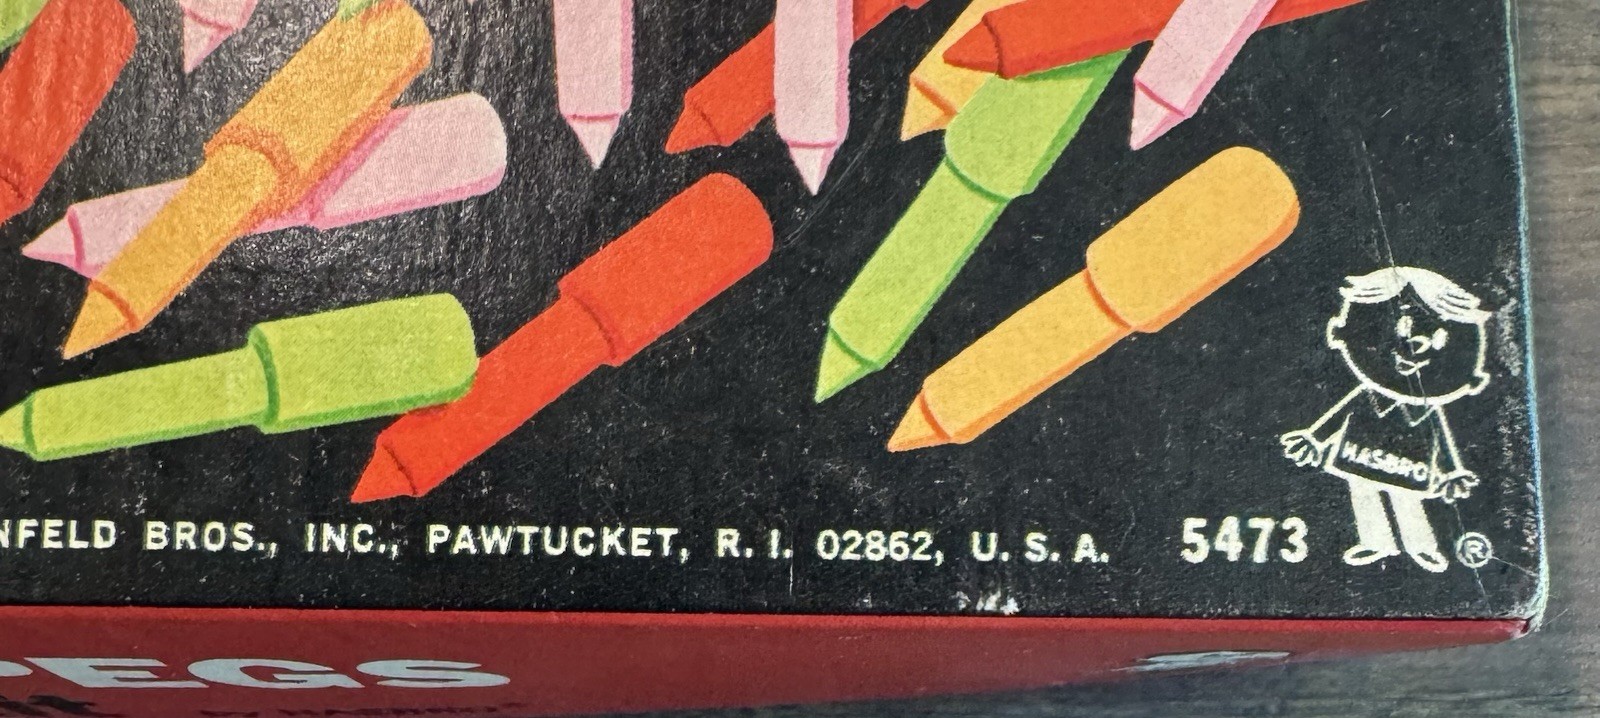 HASBRO
NFELD BROS., INC., PAWTUCKET, R. I. 02862, U. S. A. 5473 ®
PEGS